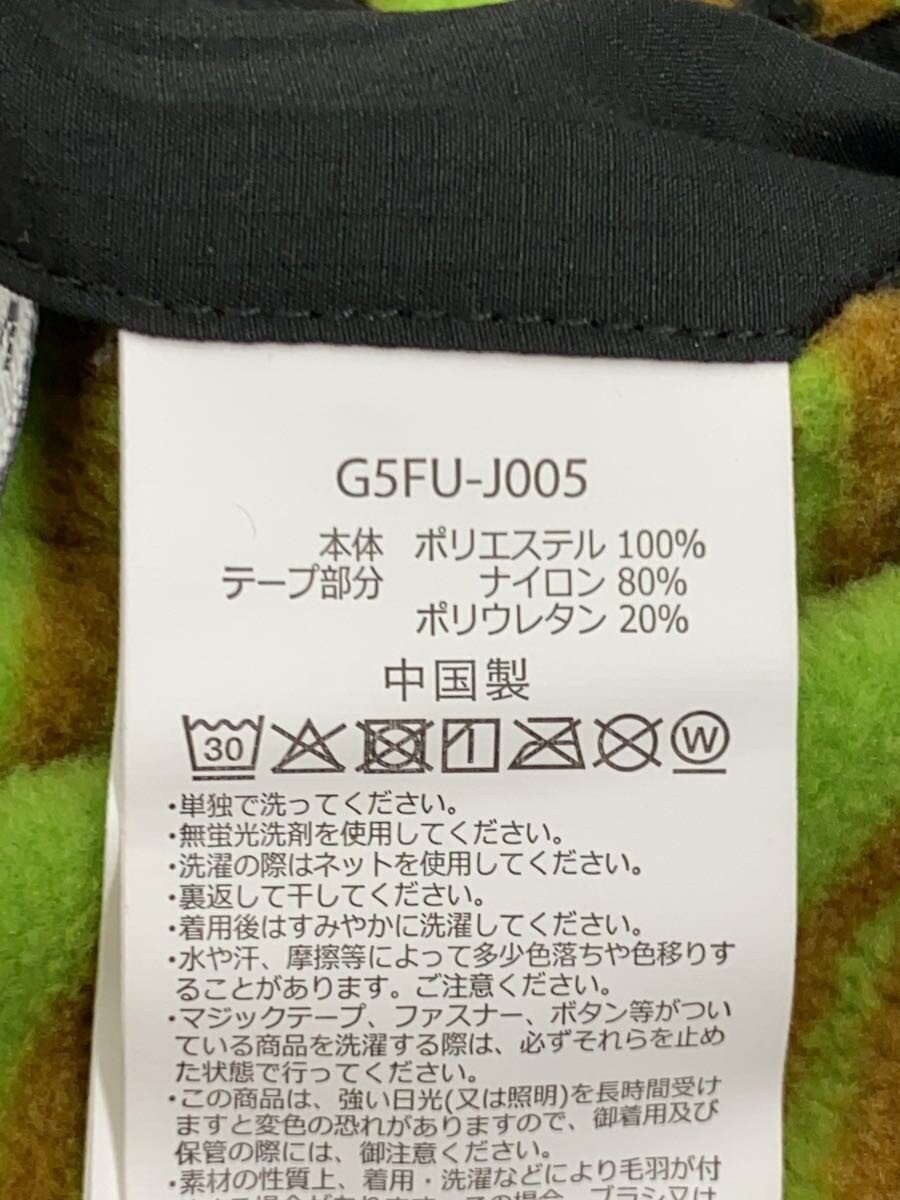 G5FU-J005
本体 ポリエステル 100%
テープ部分 ナイロン 80%
ポリウレタン 20%
中国製
30 W
・単独で洗ってください。
・無蛍光洗剤を使用してください。
・洗濯の際はネットを使用してください。
・裏返して干してください。
・着用後はすみやかに洗濯してください。
・水や汗、摩擦等によって多少色落ちや色移りす
ることがあります。ご注意ください。
・マジックテープ、ファスナー、ボタン等がつい
ている商品を洗濯する際は、必ずそれらを止め
た状態で行ってください。
・この商品は、強い日光(又は照明)を長時間受け
ますと変色の恐れがありますので、御着用及び
保管の際には、御注意ください。
・素材の性質上、着用・洗濯などにより毛羽が付